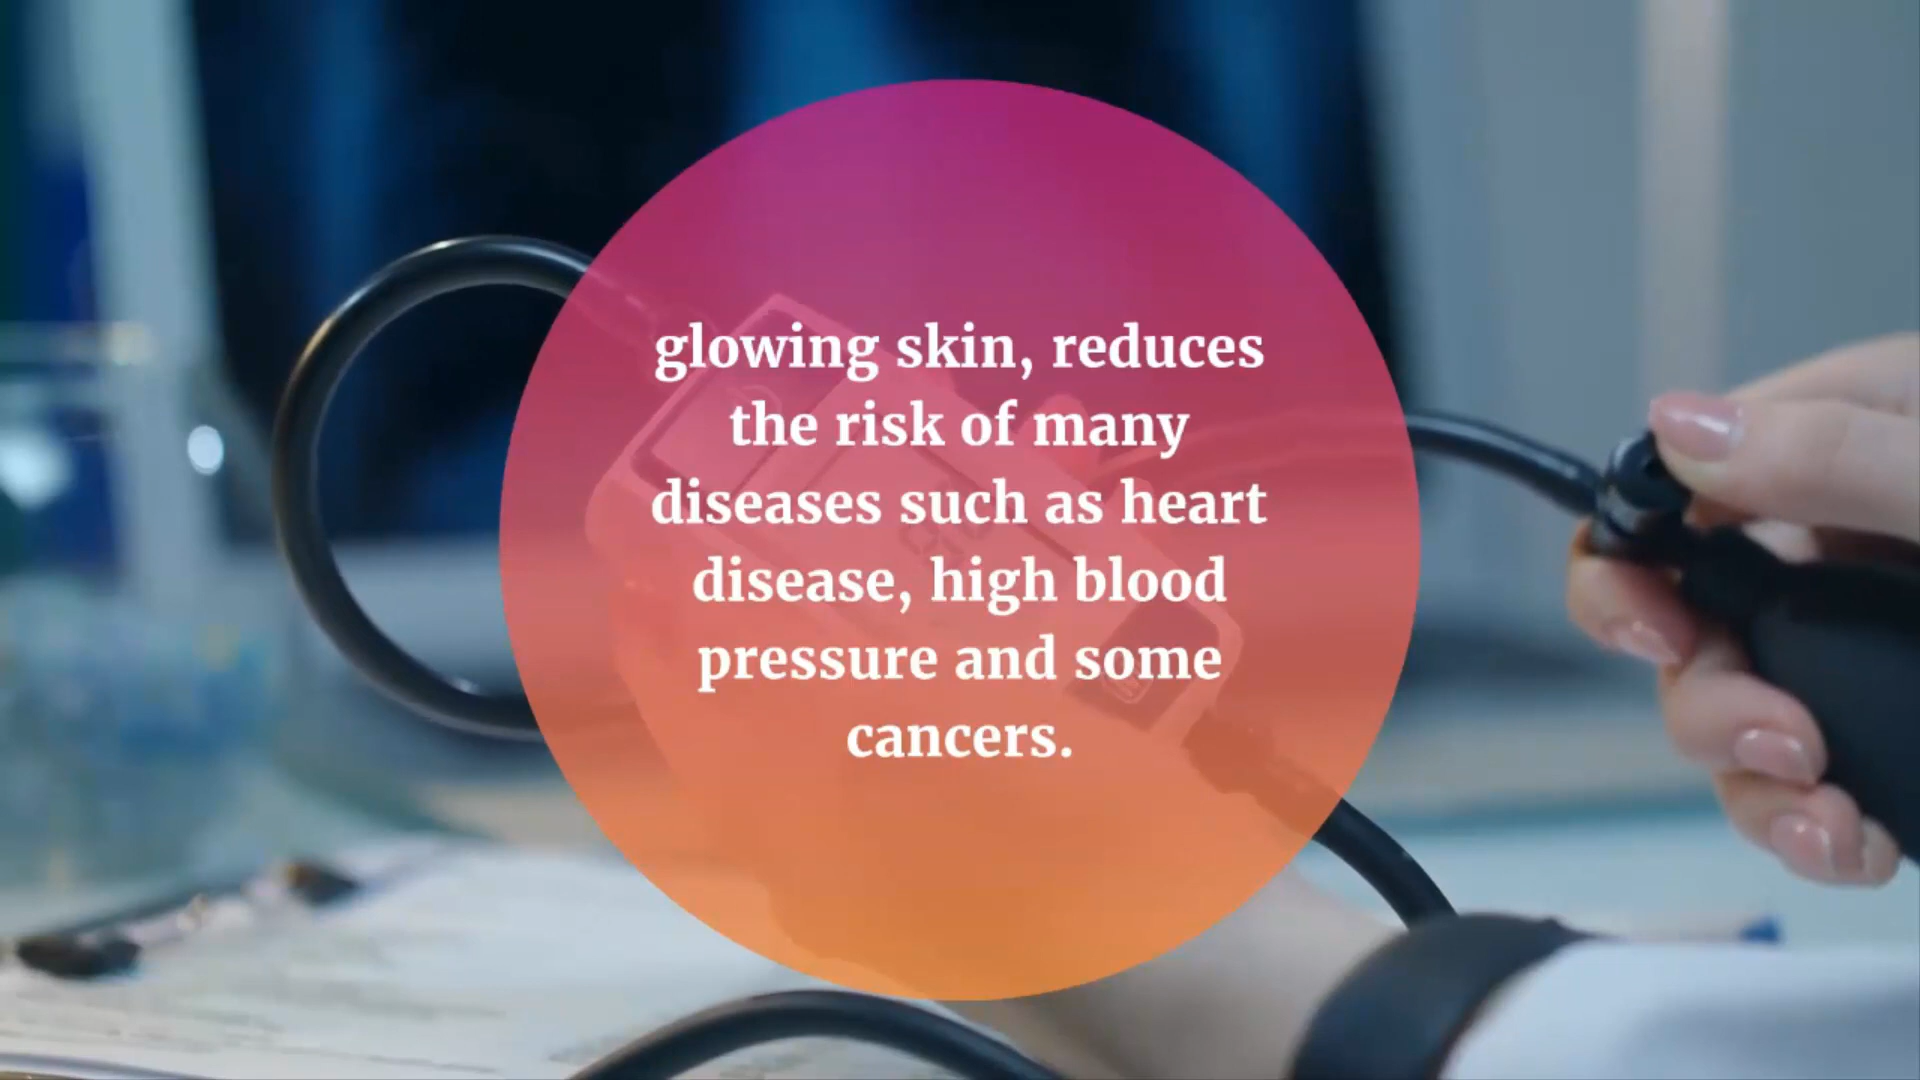 glowing skin, reduces
the risk of many
diseases such as heart
disease, high blood
pressure and some
cancers.